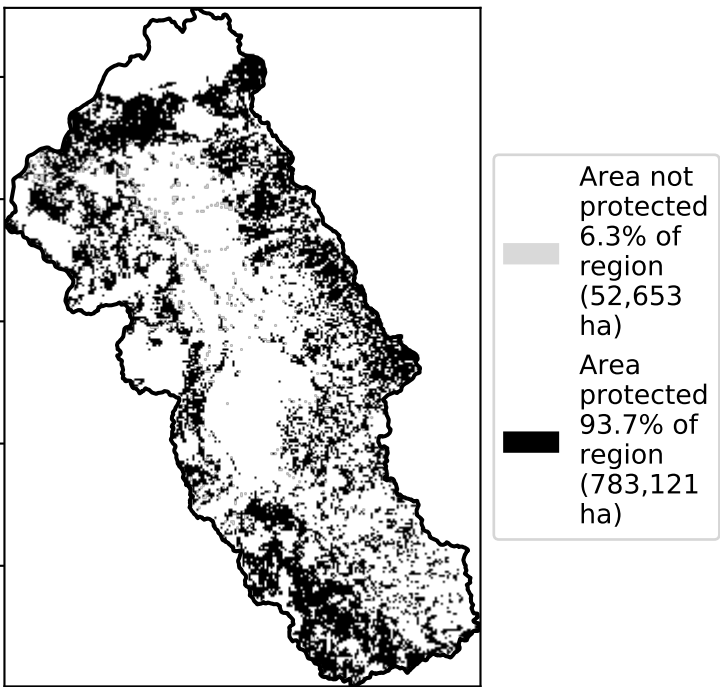 Area not
protected
6.3% of
region
(52,653
ha)
Area
protected
93.7% of
region
(783,121
ha)